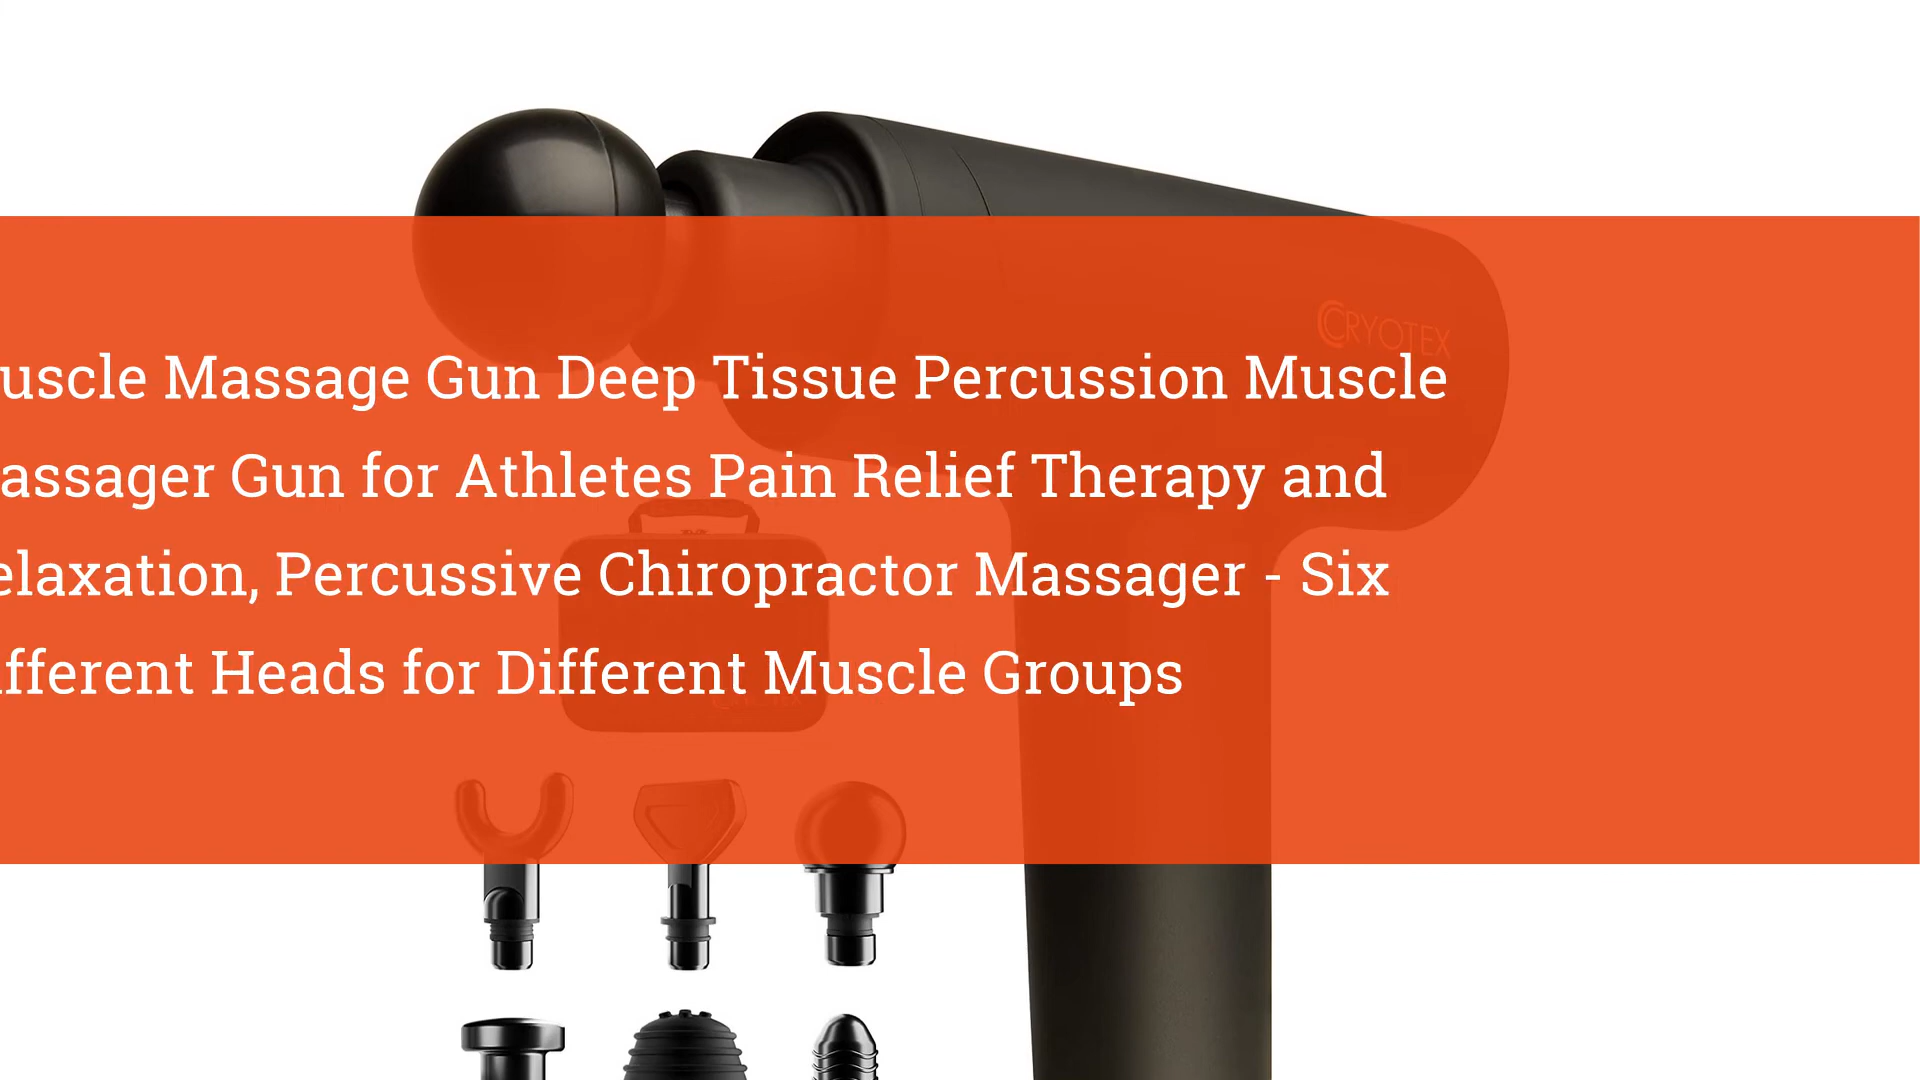 CRYOTEX
uscle Massage Gun Deep Tissue Percussion Muscle
assager Gun for Athletes Pain Relief Therapy and
elaxation, Percussive Chiropractor Massager - Six
ifferent Heads for Different Muscle Groups